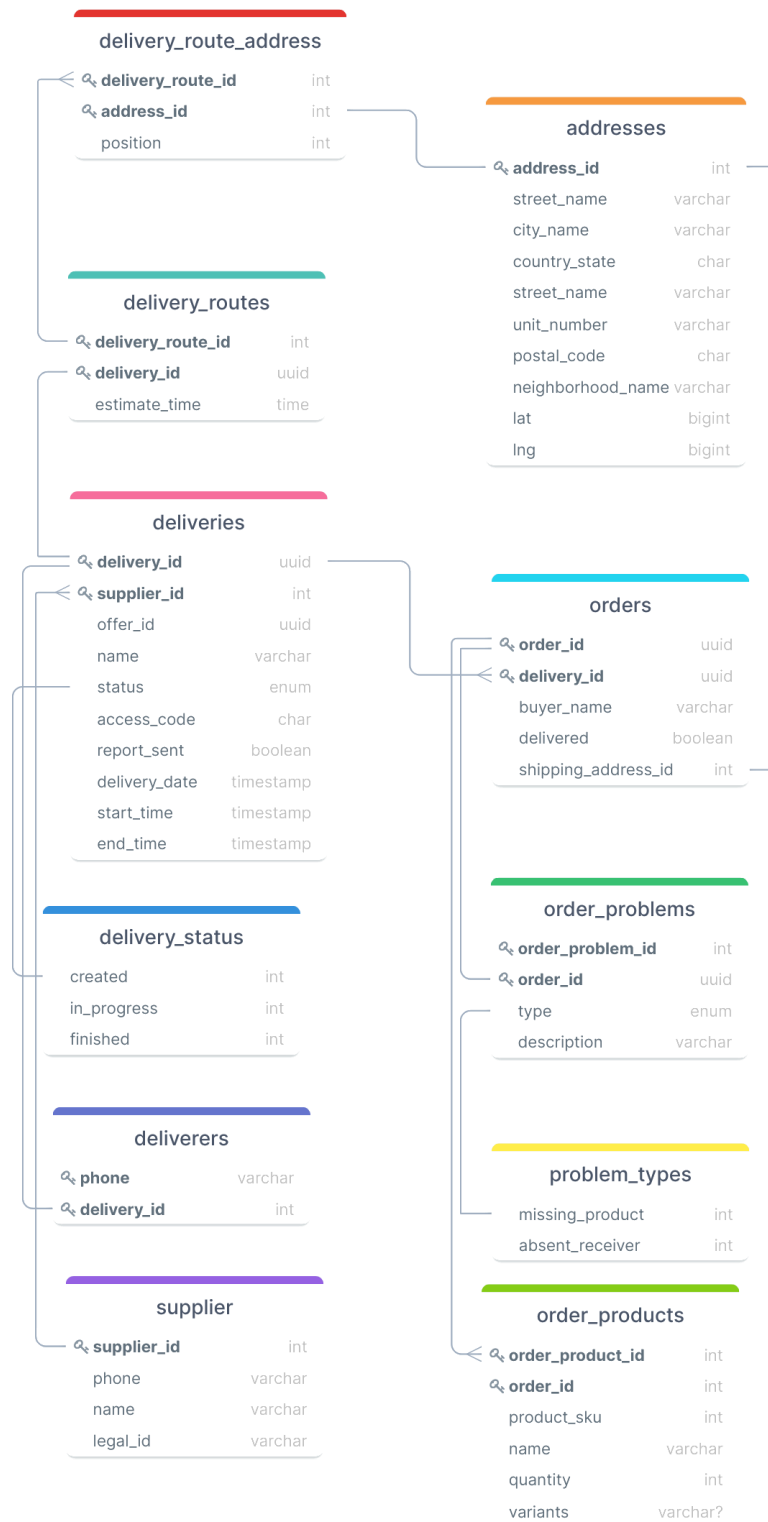 delivery_route_address
delivery_route_id int
address_id int
position int
addresses
address_id int
street_name varchar
city_name varchar
country_state char
street_name varchar
unit_number varchar
postal_code char
neighborhood_name varchar
lat bigint
lng bigint
delivery_routes
delivery_route_id int
delivery_id uuid
estimate_time time
deliveries
delivery_id uuid
supplier_id int
offer_id uuid
name varchar
status enum
access_code char
report_sent boolean
delivery_date timestamp
start_time timestamp
end_time timestamp
orders
order_id uuid
delivery_id uuid
buyer_name varchar
delivered boolean
shipping_address_id int
delivery_status
created int
in_progress int
finished int
order_problems
order_problem_id int
order_id uuid
type enum
description varchar
deliverers
phone varchar
delivery_id int
problem_types
missing_product int
absent_receiver int
supplier
supplier_id int
phone varchar
name varchar
legal_id varchar
order_products
order_product_id int
order_id int
product_sku int
name varchar
quantity int
variants varchar?